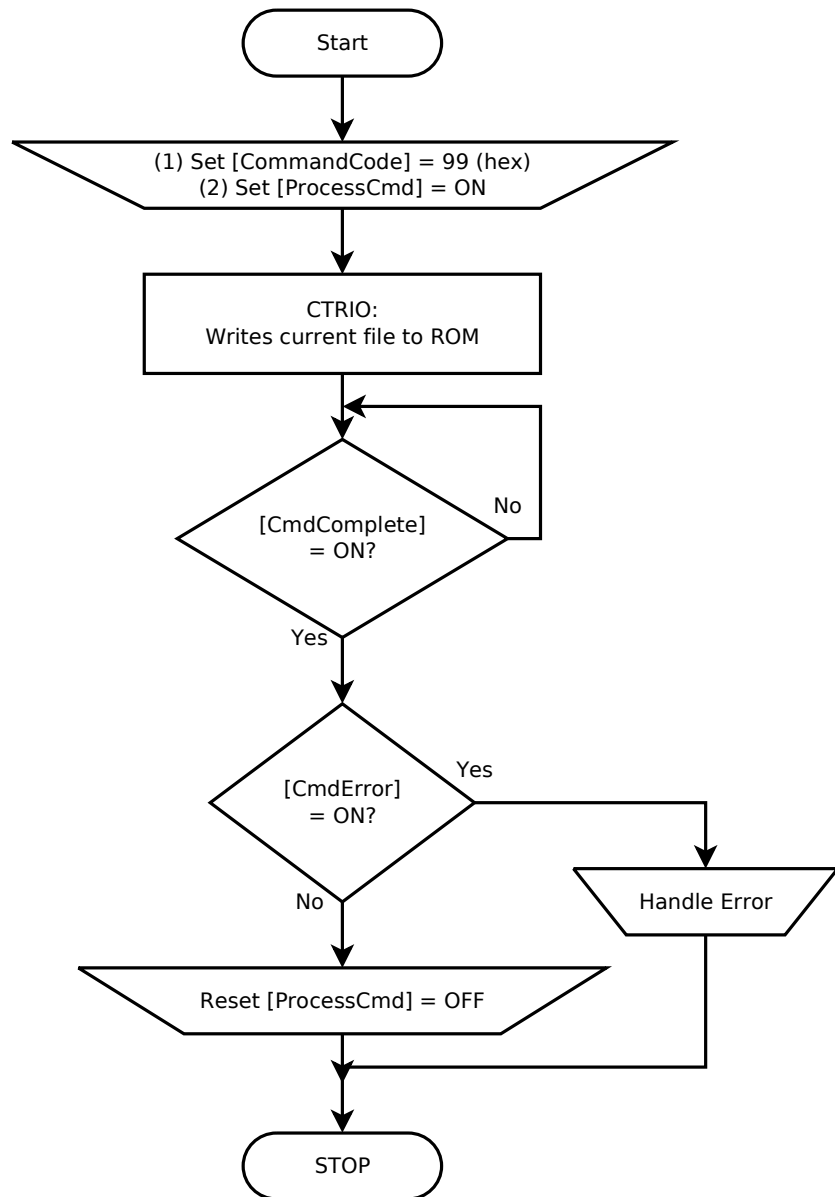 Start
(1) Set [CommandCode] = 99 (hex)
(2) Set [ProcessCmd] = ON
CTRIO:
Writes current file to ROM
No
[CmdComplete]
= ON?
Yes
Yes
[CmdError]
= ON?
Handle Error
No
Reset [ProcessCmd] = OFF
STOP